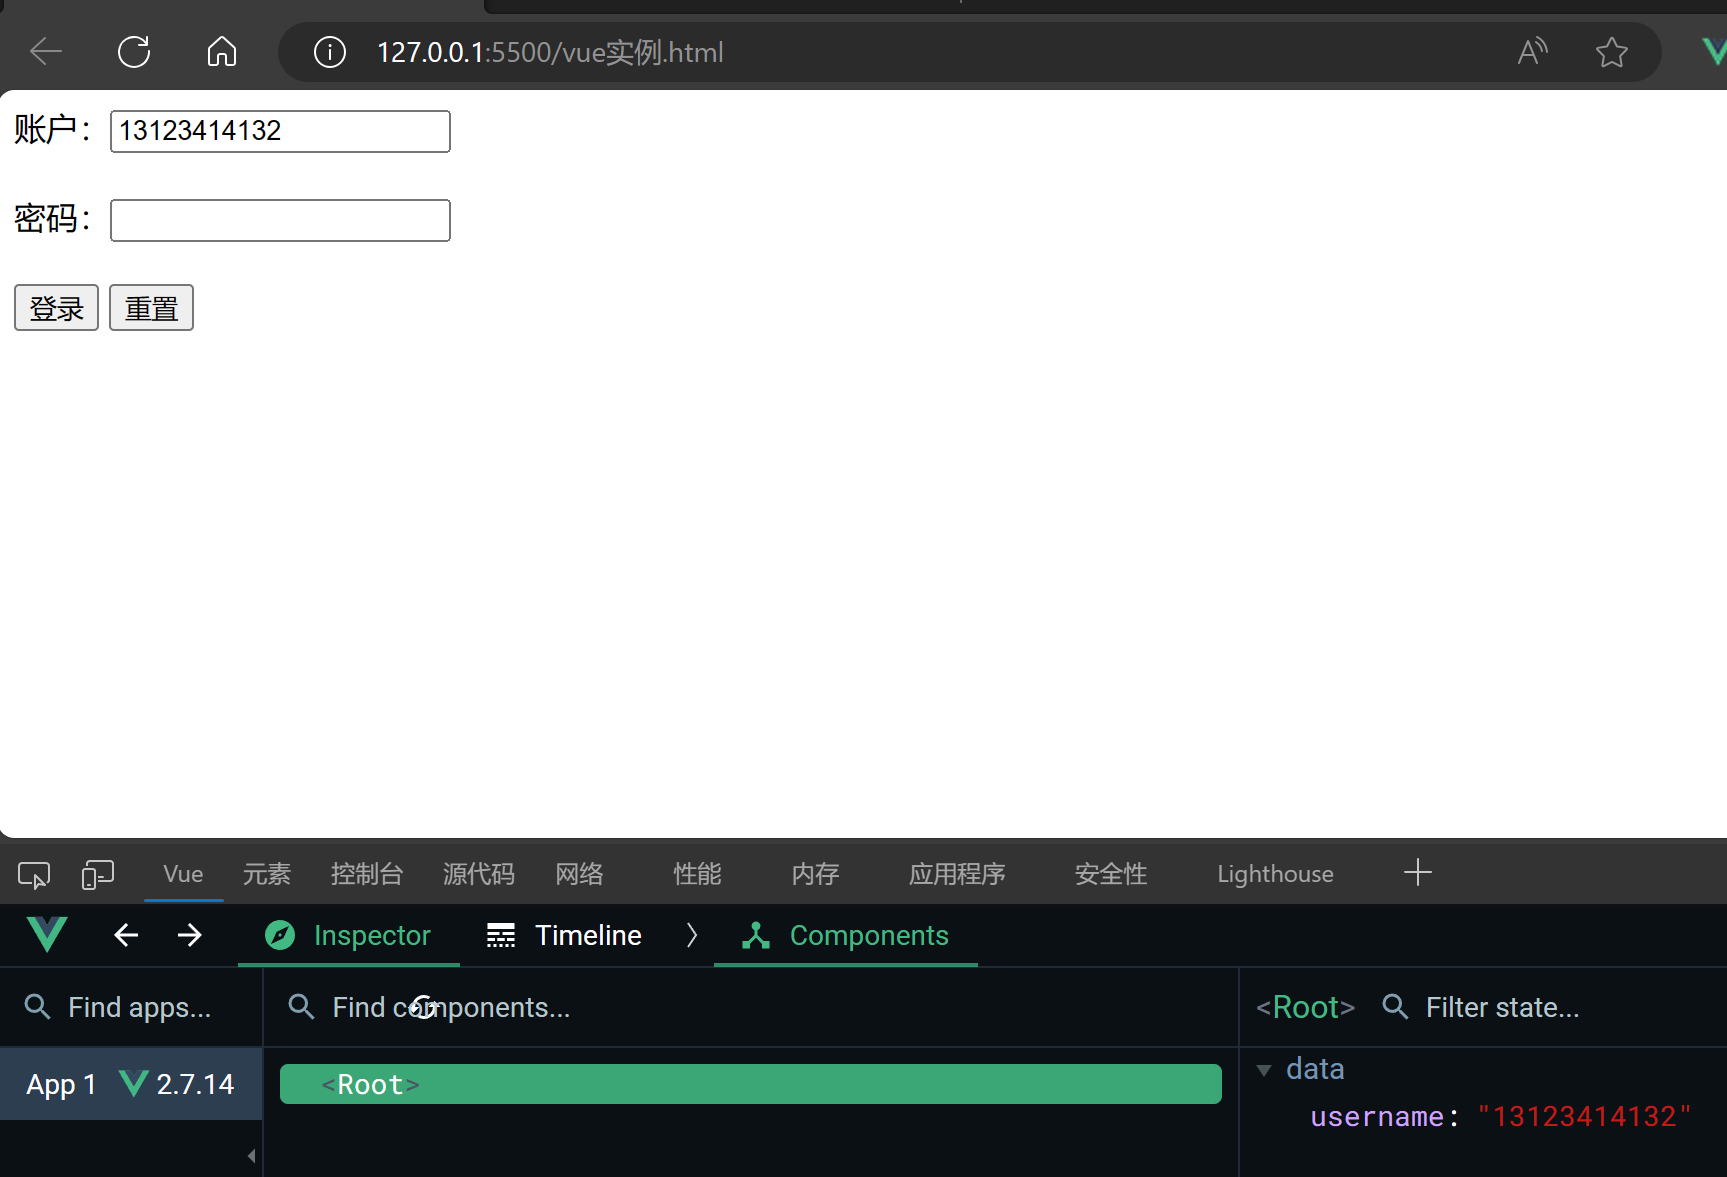 127.0.0.1:5500/vue实例.html
账户： 13123414132
密码：
登录 重置
Vue 元素 控制台 源代码 网络 性能 内存 应用程序 安全性 Lighthouse
Inspector Timeline Components
Find apps... Find components... <Root> Filter state...
App 1 2.7.14 <Root> data
username: "13123414132"